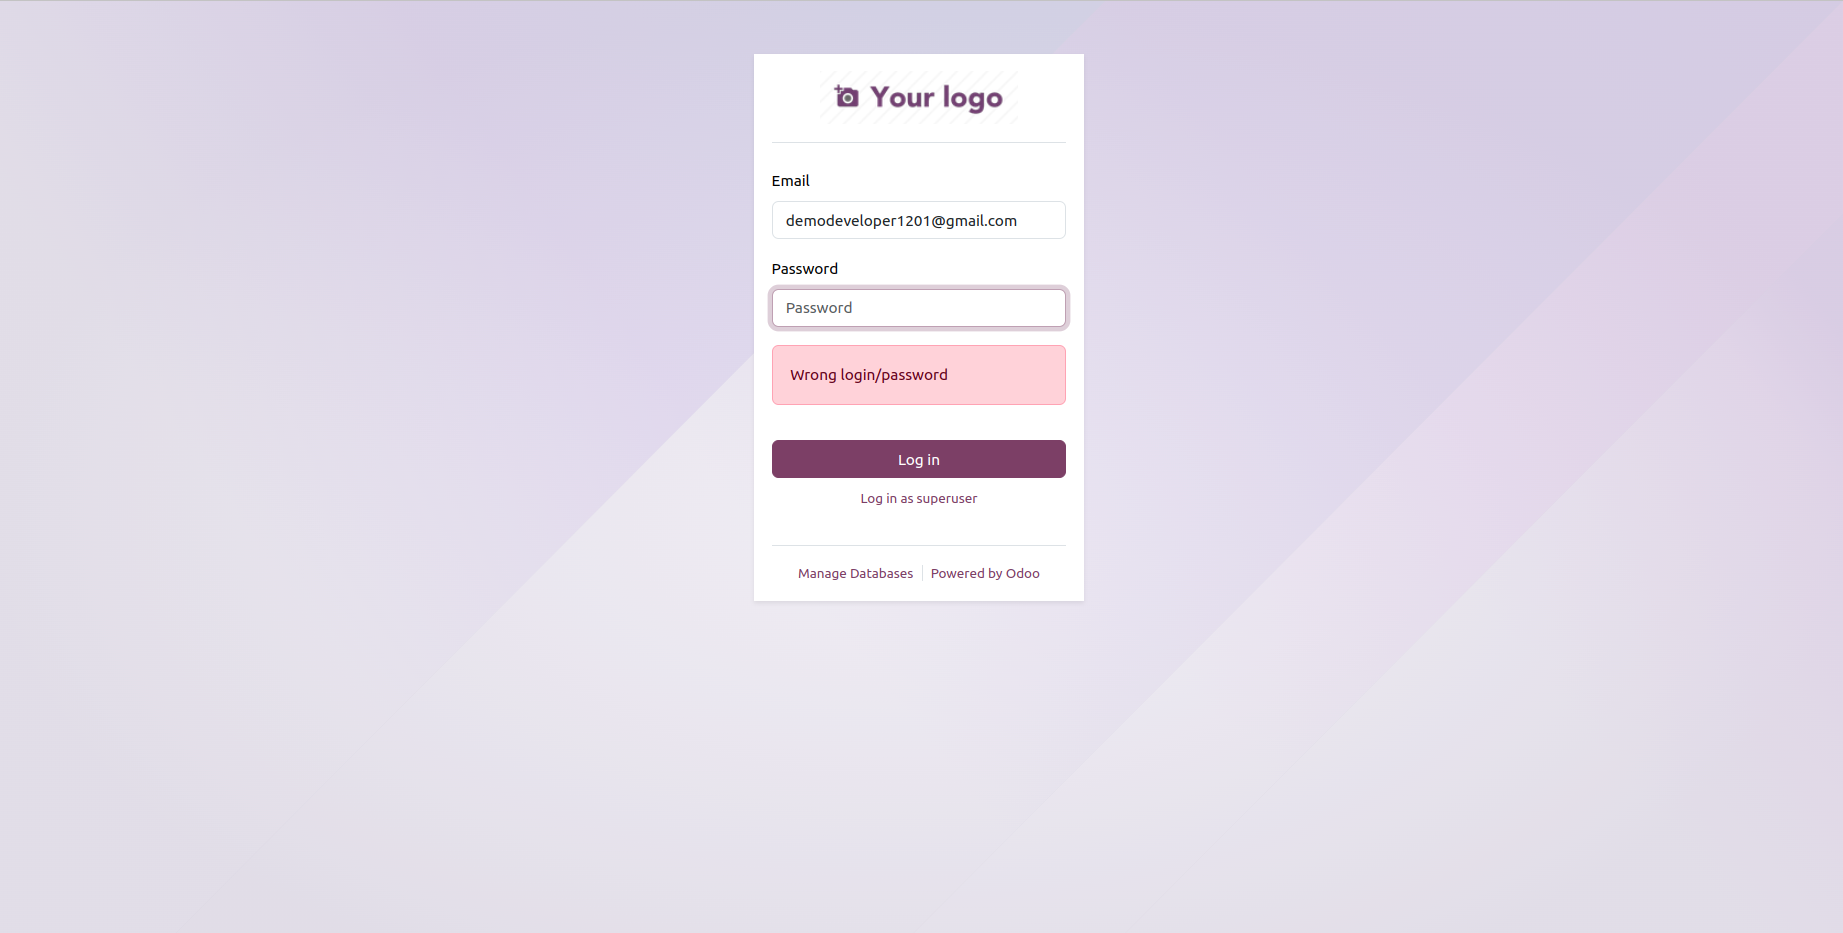 Your logo
Email
demodeveloper1201@gmail.com
Password
Password
Wrong login/password
Log in
Log in as superuser
Manage Databases Powered by Odoo